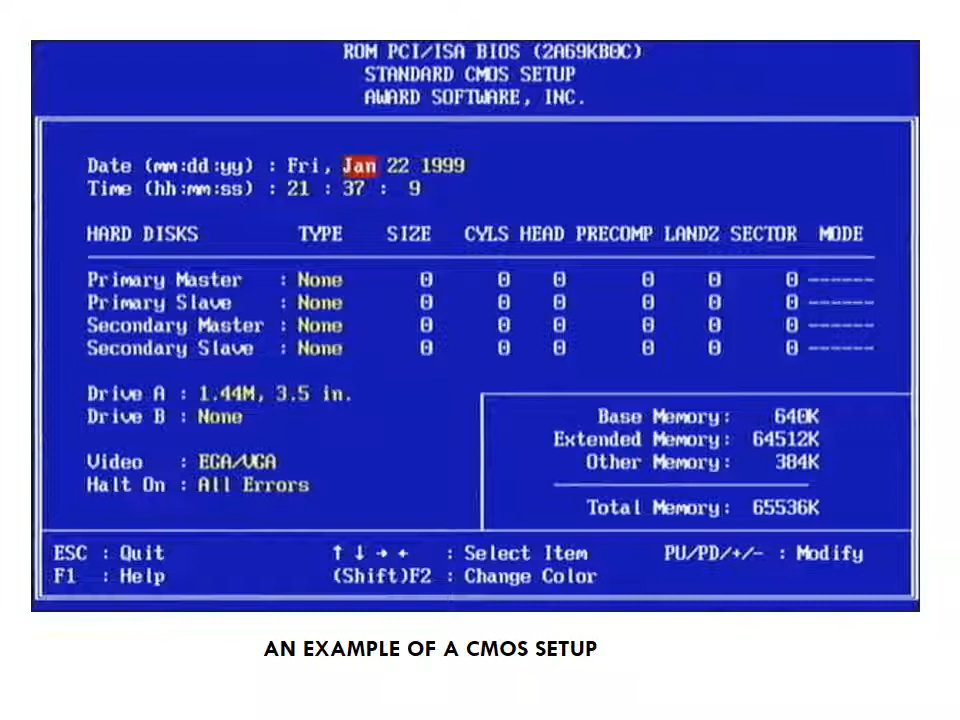 ROM PCI/ISA BIOS (2A69KB0C)
STANDARD CMOS SETUP
AWARD SOFTWARE, INC.
Date (mm:dd:yy) : Fri, Jan 22 1999
Time (hh:mm:ss) : 21 : 37 : 9
HARD DISKS TYPE SIZE CYLS HEAD PRECOMP LANDZ SECTOR MODE
Primary Master : None 0 0 0 0 0 0 ------
Primary Slave : None 0 0 0 0 0 0 ------
Secondary Master : None 0 0 0 0 0 0 ------
Secondary Slave : None 0 0 0 0 0 0 ------
Drive A : 1.44M, 3.5 in.
Drive B : None
Video : EGA/VGA
Halt On : All Errors
Base Memory: 640K
Extended Memory: 64512K
Other Memory: 384K
Total Memory: 65536K
ESC : Quit ↑ ↓ → ← : Select Item PU/PD/+/- : Modify
F1 : Help (Shift)F2 : Change Color
AN EXAMPLE OF A CMOS SETUP